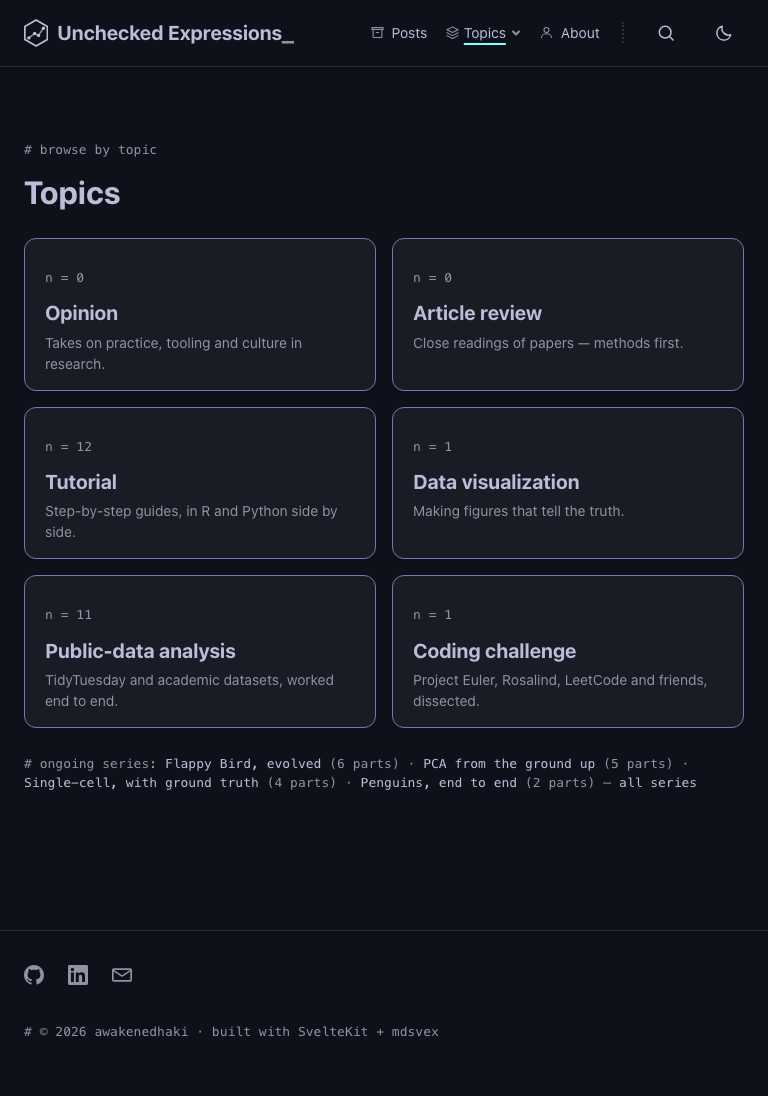 Unchecked Expressions_
Posts
Topics
About
# browse by topic
Topics
n = 0
Opinion
Takes on practice, tooling and culture in
research.
n = 0
Article review
Close readings of papers — methods first.
n = 12
Tutorial
Step-by-step guides, in R and Python side by
side.
n = 1
Data visualization
Making figures that tell the truth.
n = 11
Public-data analysis
TidyTuesday and academic datasets, worked
end to end.
n = 1
Coding challenge
Project Euler, Rosalind, LeetCode and friends,
dissected.
# ongoing series: Flappy Bird, evolved (6 parts) · PCA from the ground up (5 parts) ·
Single-cell, with ground truth (4 parts) · Penguins, end to end (2 parts) — all series
# © 2026 awakenedhaki · built with SvelteKit + mdsvex